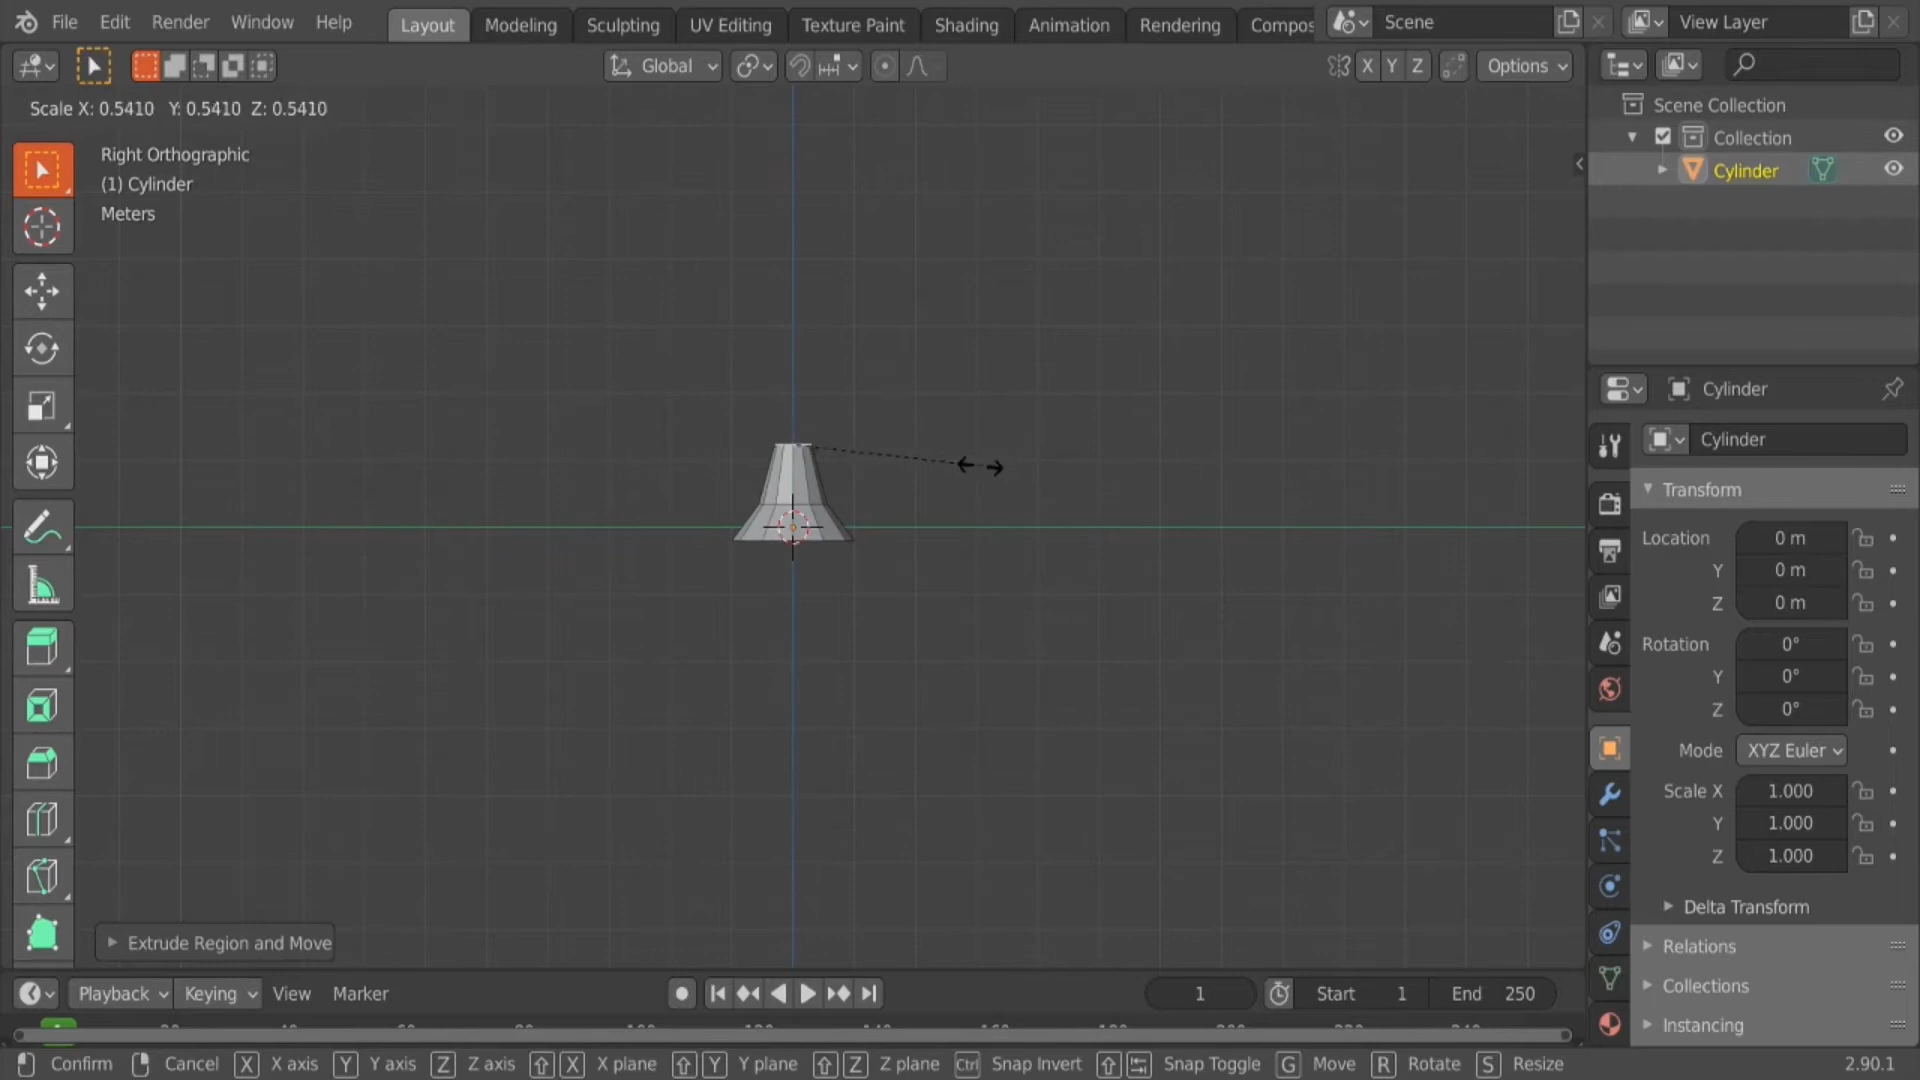 File Edit Render Window Help Layout Modeling Sculpting UV Editing Texture Paint Shading Animation Rendering Compos Scene View Layer
Global X Y Z Options
Scale X: 0.5410 Y: 0.5410 Z: 0.5410
Right Orthographic
(1) Cylinder
Meters
Scene Collection
Collection
Cylinder
Cylinder
Cylinder
Transform
Location 0 m
Y 0 m
Z 0 m
Rotation 0°
Y 0°
Z 0°
Mode XYZ Euler
Scale X 1.000
Y 1.000
Z 1.000
Delta Transform
Relations
Collections
Instancing
Extrude Region and Move
Playback Keying View Marker 1 Start 1 End 250
Confirm Cancel X X axis Y Y axis Z Z axis X X plane Y Y plane Z Z plane Ctrl Snap Invert Snap Toggle G Move R Rotate S Resize 2.90.1